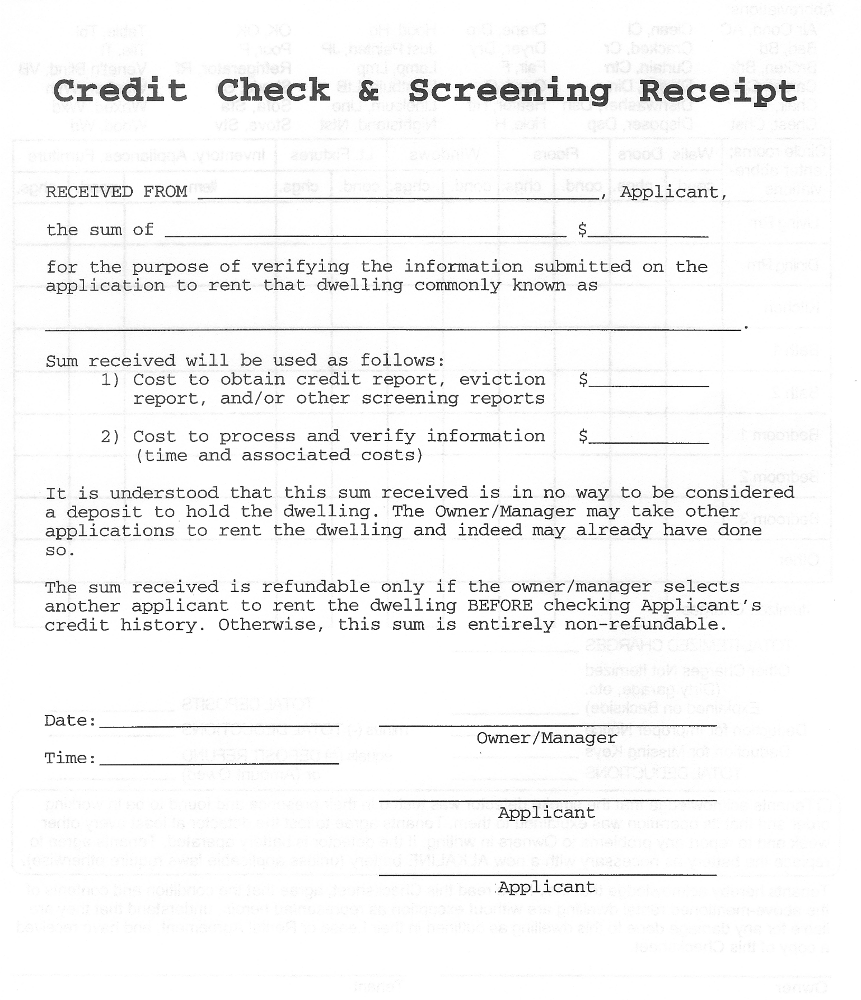 Credit Check & Screening Receipt
RECEIVED FROM ____________________, Applicant,
the sum of ____________________ $__________
for the purpose of verifying the information submitted on the
application to rent that dwelling commonly known as
____________________.
Sum received will be used as follows:
1) Cost to obtain credit report, eviction $__________
report, and/or other screening reports
2) Cost to process and verify information $__________
(time and associated costs)
It is understood that this sum received is in no way to be considered
a deposit to hold the dwelling. The Owner/Manager may take other
applications to rent the dwelling and indeed may already have done
so.
The sum received is refundable only if the owner/manager selects
another applicant to rent the dwelling BEFORE checking Applicant's
credit history. Otherwise, this sum is entirely non-refundable.
Date:____________________
Owner/Manager
Time:____________________
Applicant
Applicant